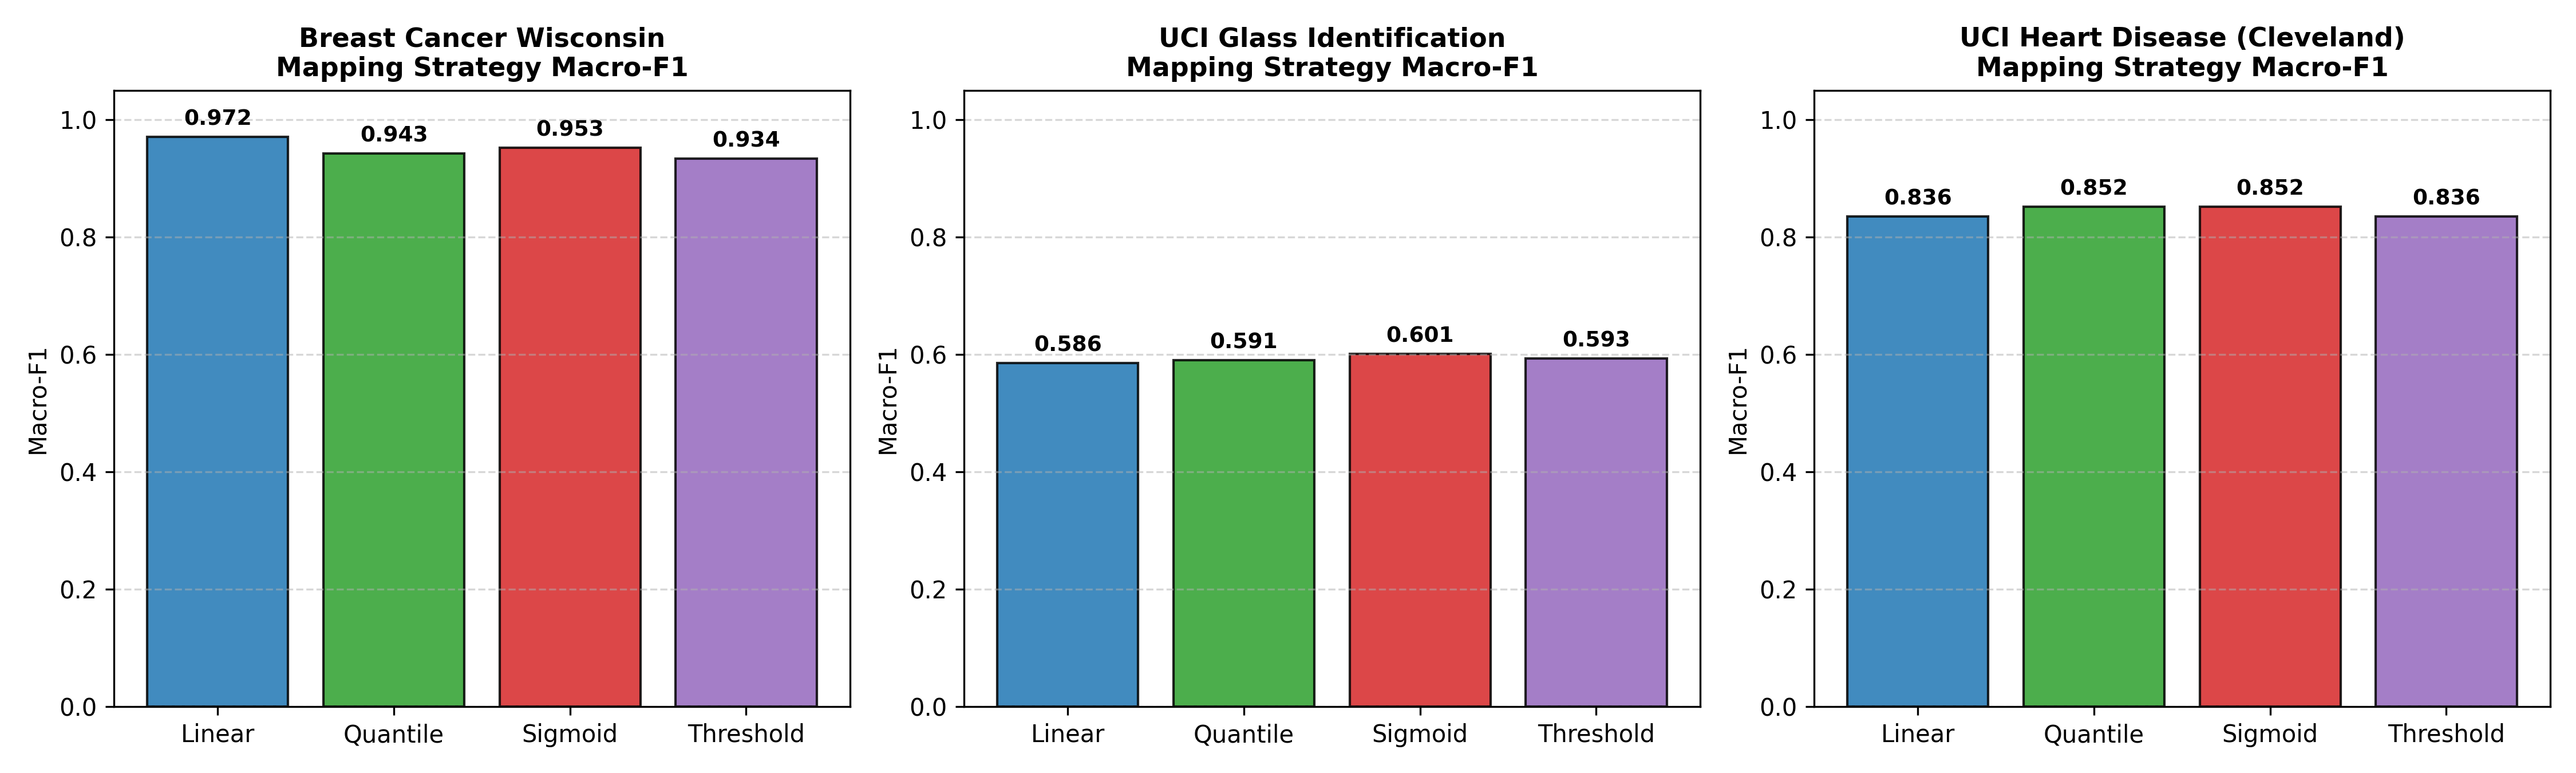 Breast Cancer Wisconsin
Mapping Strategy Macro-F1
Macro-F1
1.0
0.8
0.6
0.4
0.2
0.0
0.972
0.943
0.953
0.934
Linear
Quantile
Sigmoid
Threshold
UCI Glass Identification
Mapping Strategy Macro-F1
Macro-F1
1.0
0.8
0.6
0.4
0.2
0.0
0.586
0.591
0.601
0.593
Linear
Quantile
Sigmoid
Threshold
UCI Heart Disease (Cleveland)
Mapping Strategy Macro-F1
Macro-F1
1.0
0.8
0.6
0.4
0.2
0.0
0.836
0.852
0.852
0.836
Linear
Quantile
Sigmoid
Threshold